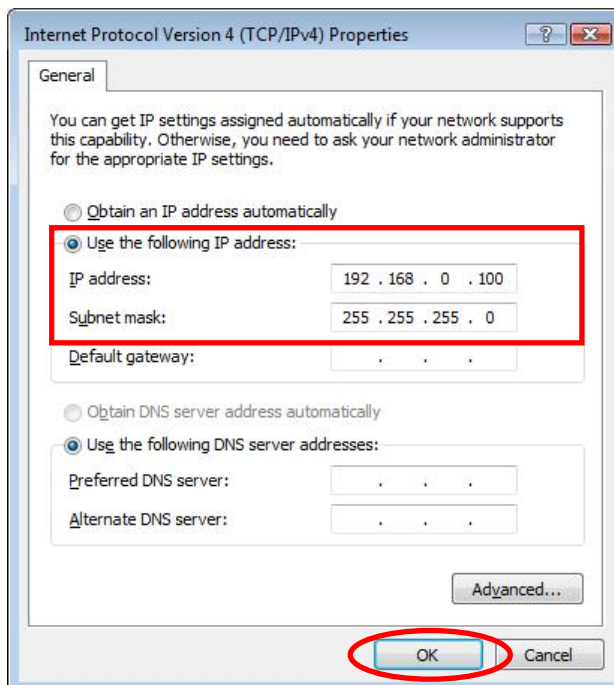 Internet Protocol Version 4 (TCP/IPv4) Properties
General
You can get IP settings assigned automatically if your network supports
this capability. Otherwise, you need to ask your network administrator
for the appropriate IP settings.
Obtain an IP address automatically
Use the following IP address:
IP address: 192 . 168 . 0 . 100
Subnet mask: 255 . 255 . 255 . 0
Default gateway: . . .
Obtain DNS server address automatically
Use the following DNS server addresses:
Preferred DNS server: . . .
Alternate DNS server: . . .
Advanced...
OK Cancel